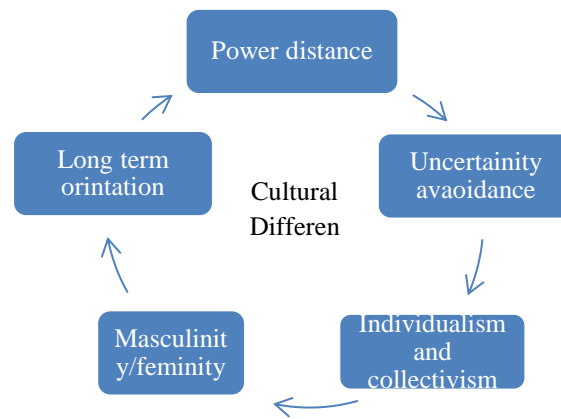 Power distance
Uncertainity
avaoidance
Individualism
and
collectivism
Masculinit
y/feminity
Long term
orintation
Cultural
Differen